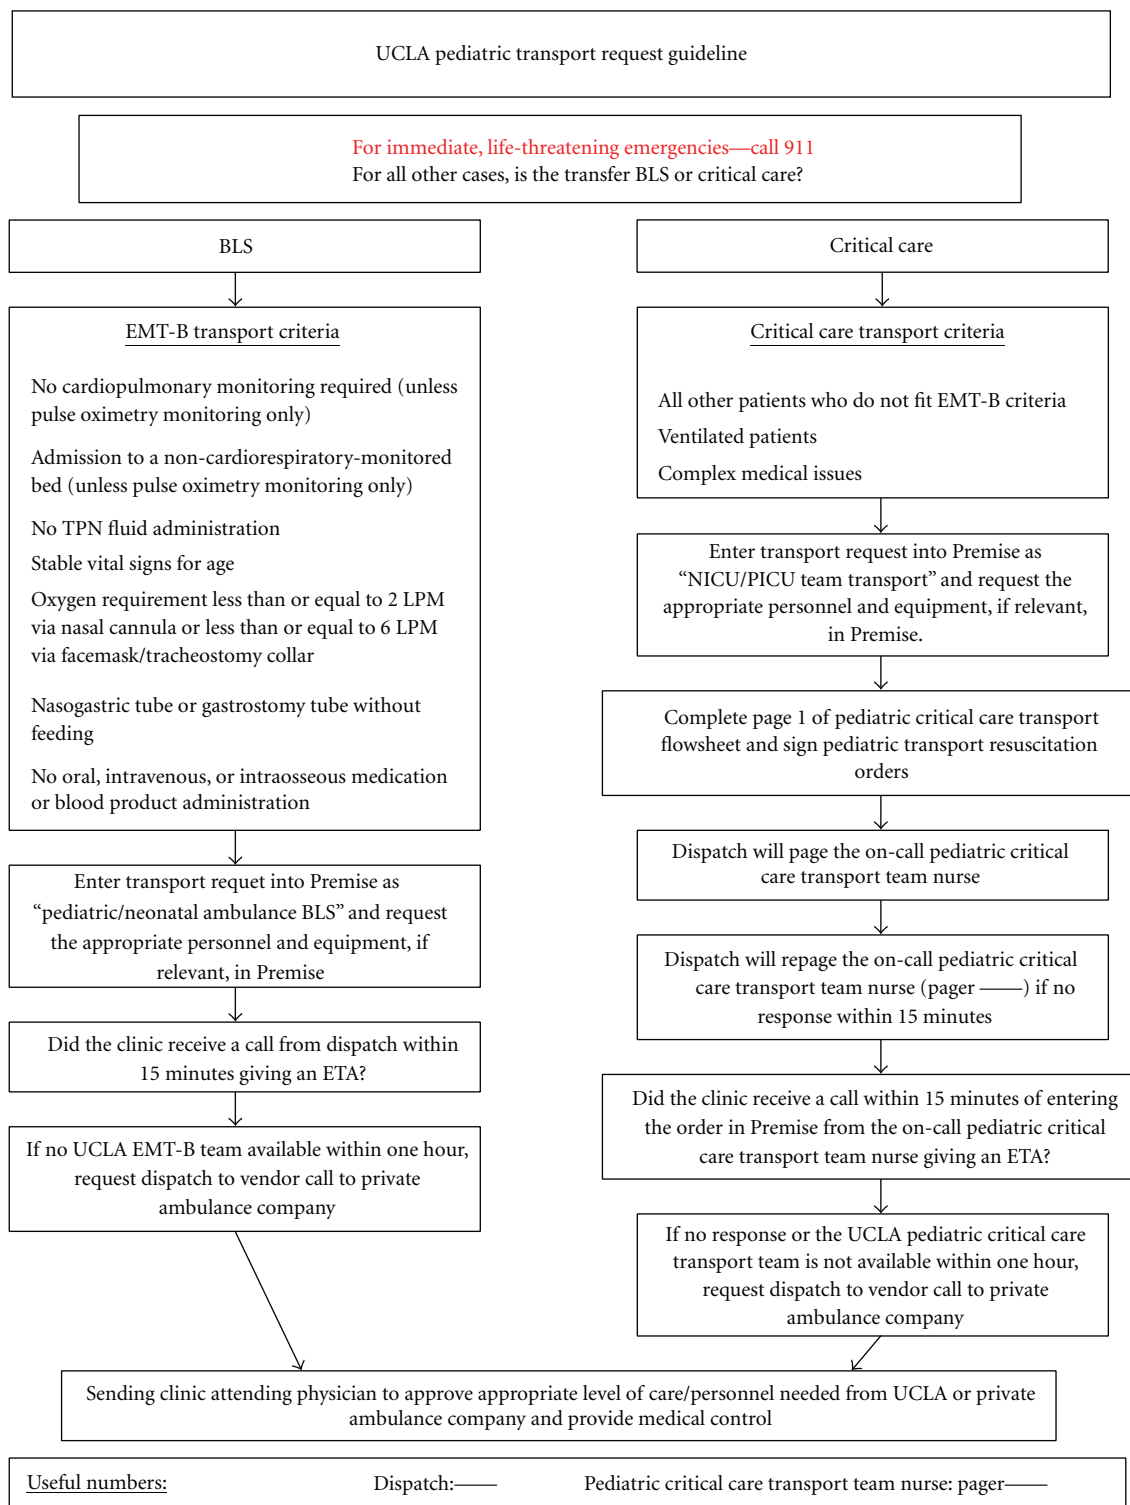 UCLA pediatric transport request guideline
For immediate, life-threatening emergencies—call 911
For all other cases, is the transfer BLS or critical care?
BLS
EMT-B transport criteria
No cardiopulmonary monitoring required (unless
pulse oximetry monitoring only)
Admission to a non-cardiorespiratory-monitored
bed (unless pulse oximetry monitoring only)
No TPN fluid administration
Stable vital signs for age
Oxygen requirement less than or equal to 2 LPM
via nasal cannula or less than or equal to 6 LPM
via facemask/tracheostomy collar
Nasogastric tube or gastrostomy tube without
feeding
No oral, intravenous, or intraosseous medication
or blood product administration
Enter transport requet into Premise as
“pediatric/neonatal ambulance BLS” and request
the appropriate personnel and equipment, if
relevant, in Premise
Did the clinic receive a call from dispatch within
15 minutes giving an ETA?
If no UCLA EMT-B team available within one hour,
request dispatch to vendor call to private
ambulance company
Critical care
Critical care transport criteria
All other patients who do not fit EMT-B criteria
Ventilated patients
Complex medical issues
Enter transport request into Premise as
“NICU/PICU team transport” and request the
appropriate personnel and equipment, if relevant,
in Premise.
Complete page 1 of pediatric critical care transport
flowsheet and sign pediatric transport resuscitation
orders
Dispatch will page the on-call pediatric critical
care transport team nurse
Dispatch will repage the on-call pediatric critical
care transport team nurse (pager ——) if no
response within 15 minutes
Did the clinic receive a call within 15 minutes of entering
the order in Premise from the on-call pediatric critical
care transport team nurse giving an ETA?
If no response or the UCLA pediatric critical care
transport team is not available within one hour,
request dispatch to vendor call to private
ambulance company
Sending clinic attending physician to approve appropriate level of care/personnel needed from UCLA or private
ambulance company and provide medical control
Useful numbers: Dispatch:—— Pediatric critical care transport team nurse: pager——